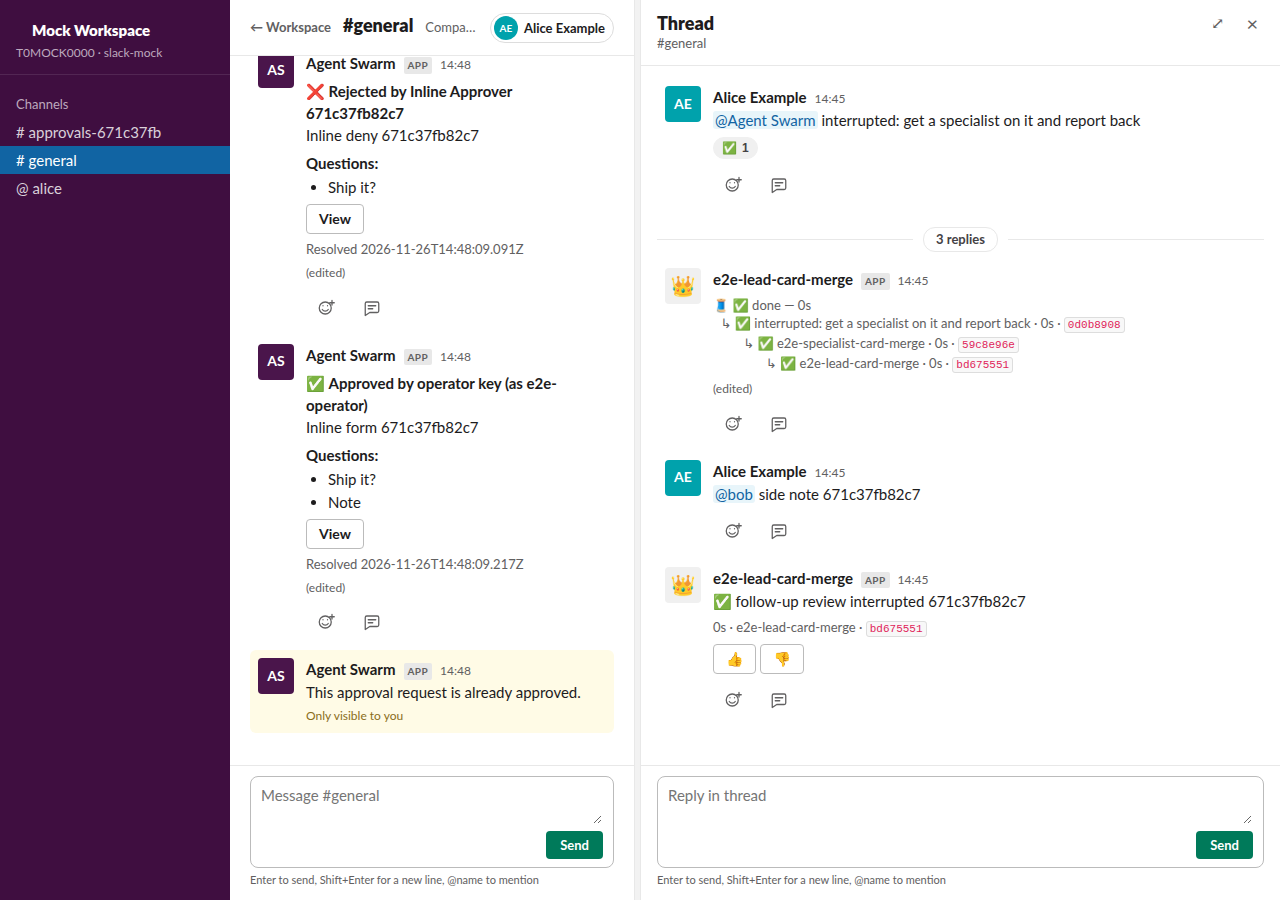 Mock Workspace
T0MOCK0000 · slack-mock
Channels
# approvals-671c37fb
# general
@ alice
← Workspace #general Compa... AE Alice Example
AS Agent Swarm APP 14:48
❌ Rejected by Inline Approver
671c37fb82c7
Inline deny 671c37fb82c7
Questions:
• Ship it?
View
Resolved 2026-11-26T14:48:09.091Z
(edited)
AS Agent Swarm APP 14:48
✅ Approved by operator key (as e2e-
operator)
Inline form 671c37fb82c7
Questions:
• Ship it?
• Note
View
Resolved 2026-11-26T14:48:09.217Z
(edited)
AS Agent Swarm APP 14:48
This approval request is already approved.
Only visible to you
Message #general
Send
Enter to send, Shift+Enter for a new line, @name to mention
Thread
#general
AE Alice Example 14:45
@Agent Swarm interrupted: get a specialist on it and report back
✅ 1
3 replies
e2e-lead-card-merge APP 14:45
🧵 ✅ done — 0s
↳ ✅ interrupted: get a specialist on it and report back · 0s · 0d0b8908
↳ ✅ e2e-specialist-card-merge · 0s · 59c8e96e
↳ ✅ e2e-lead-card-merge · 0s · bd675551
(edited)
AE Alice Example 14:45
@bob side note 671c37fb82c7
e2e-lead-card-merge APP 14:45
✅ follow-up review interrupted 671c37fb82c7
0s · e2e-lead-card-merge · bd675551
Reply in thread
Send
Enter to send, Shift+Enter for a new line, @name to mention